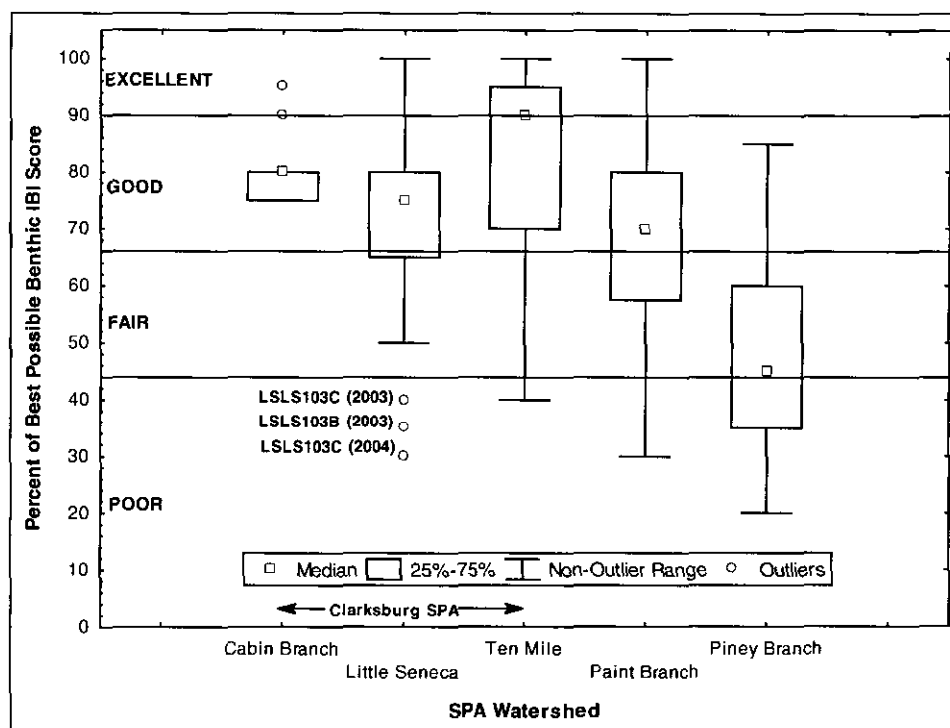 Percent of Best Possible Benthic IBI Score
100
90
80
70
60
50
40
30
20
10
0
EXCELLENT
GOOD
FAIR
POOR
LSLS103C (2003)
LSLS103B (2003)
LSLS103C (2004)
Median 25%-75% Non-Outlier Range Outliers
Clarksburg SPA
Cabin Branch Ten Mile Piney Branch
Little Seneca Paint Branch
SPA Watershed